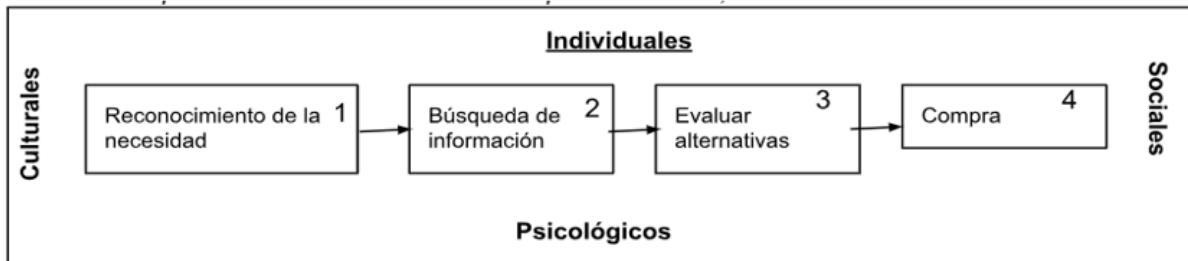 Individuales
Culturales
Reconocimiento de la 1
necesidad
Búsqueda de 2
información
Evaluar 3
alternativas
Compra 4
Sociales
Psicológicos